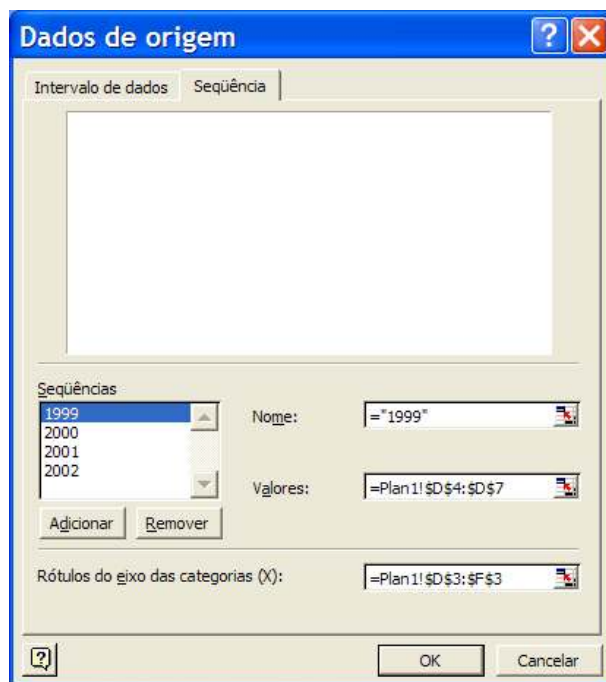 Dados de origem
Intervalo de dados
Seqüência
Seqüências
1999
2000
2001
2002
Nome:
="1999"
Valores:
=Plan1!$D$4:$D$7
Adicionar
Remover
Rótulos do eixo das categorias (X):
=Plan1!$D$3:$F$3
OK
Cancelar